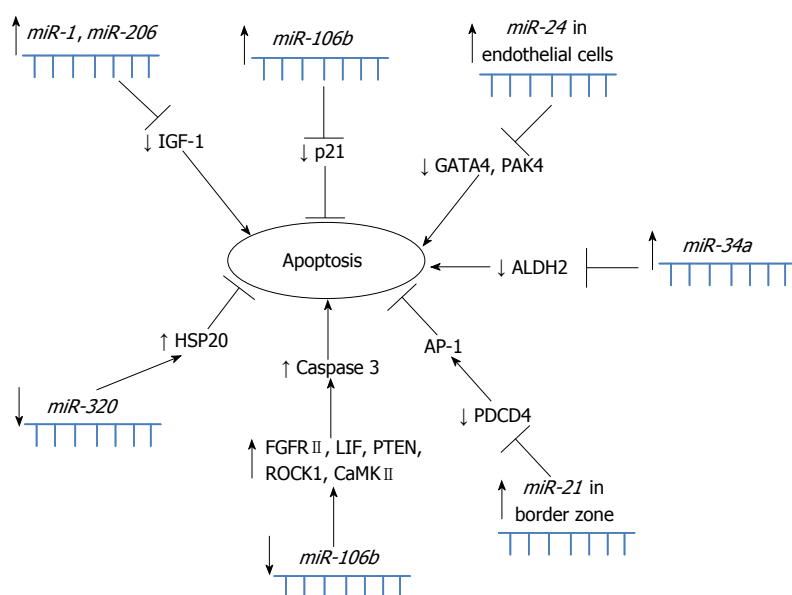 ↑ miR-1, miR-206
↑ miR-106b
↑ miR-24 in
endothelial cells
↓ IGF-1
↓ p21
↓ GATA4, PAK4
Apoptosis
↓ ALDH2
↑ miR-34a
↑ HSP20
AP-1
↑ Caspase 3
↓ miR-320
↓ PDCD4
↑ FGFRⅡ, LIF, PTEN,
ROCK1, CaMKⅡ
↑ miR-21 in
border zone
↓ miR-106b